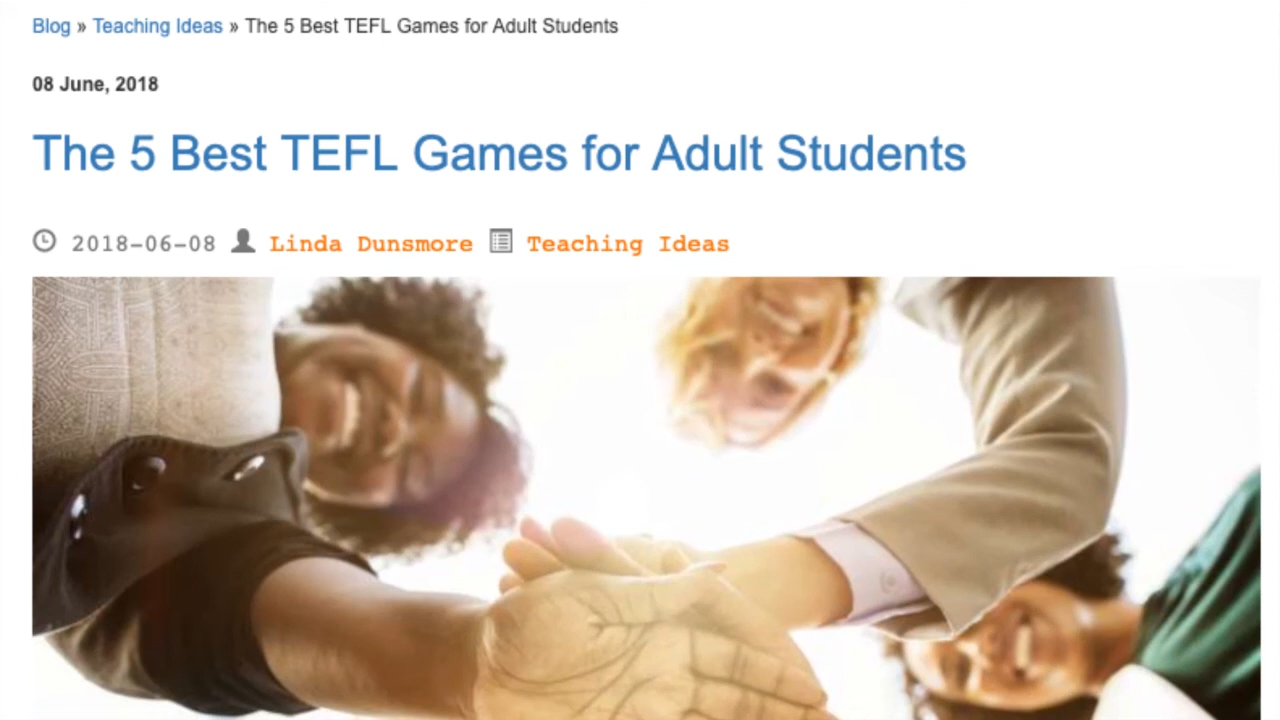 Blog » Teaching Ideas » The 5 Best TEFL Games for Adult Students
08 June, 2018
The 5 Best TEFL Games for Adult Students
2018-06-08 Linda Dunsmore Teaching Ideas